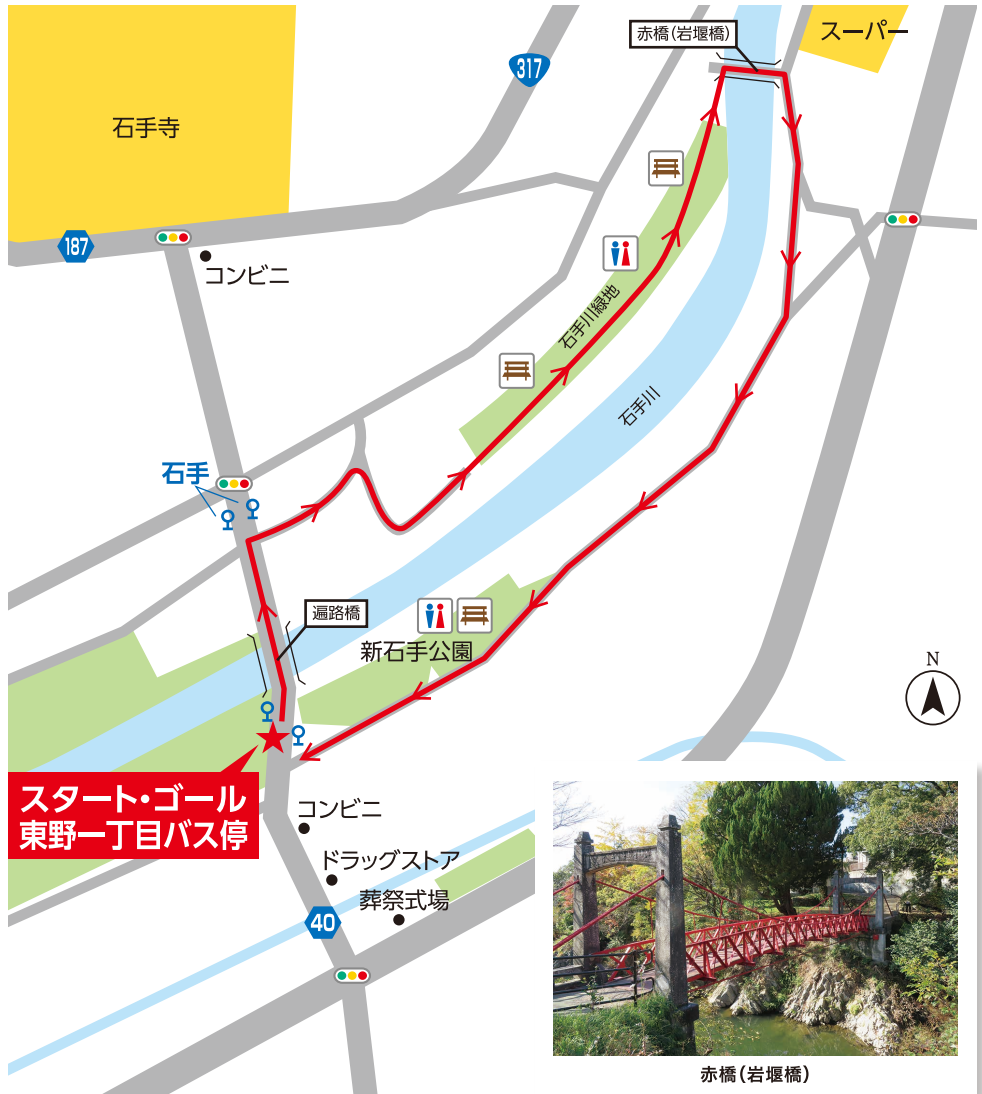 赤橋(岩堰橋)
スーパー
317
石手寺
187
コンビニ
石手川緑地
石手川
石手
遍路橋
新石手公園
N
スタート・ゴール
東野一丁目バス停
コンビニ
ドラッグストア
葬祭式場
40
赤橋(岩堰橋)